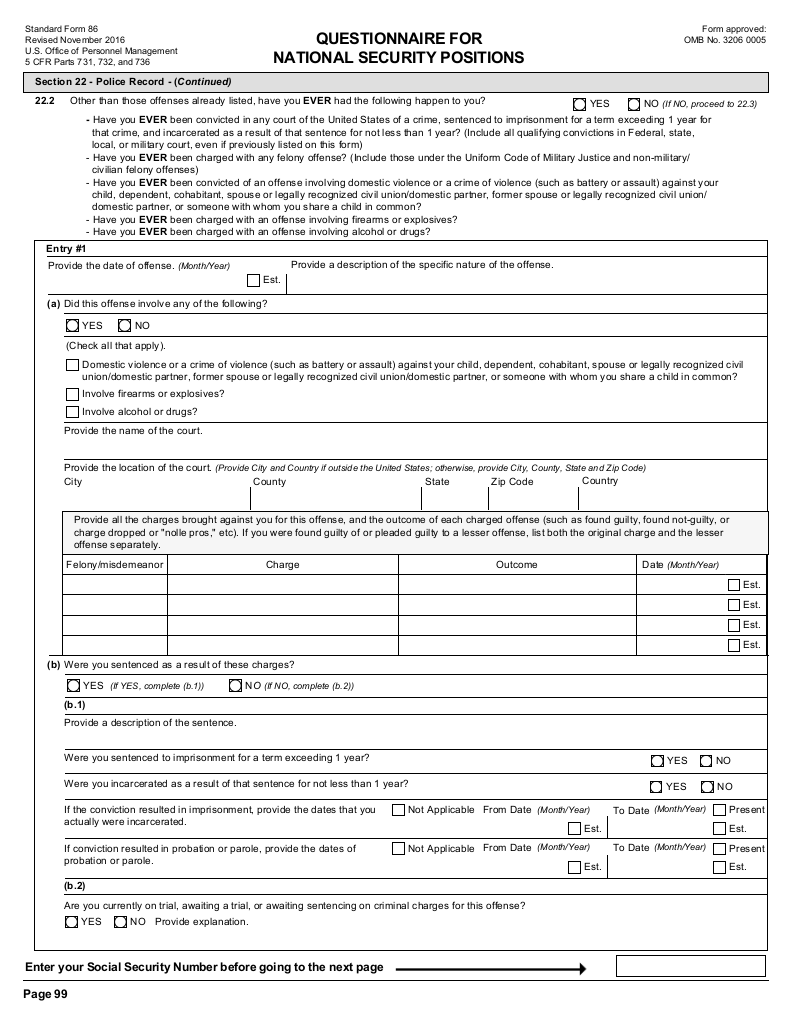 Standard Form 86
Revised November 2016
U.S. Office of Personnel Management
5 CFR Parts 731, 732, and 736
QUESTIONNAIRE FOR
NATIONAL SECURITY POSITIONS
Form approved:
OMB No. 3206 0005
Section 22 - Police Record - (Continued)
22.2 Other than those offenses already listed, have you EVER had the following happen to you?
YES NO (If NO, proceed to 22.3)
- Have you EVER been convicted in any court of the United States of a crime, sentenced to imprisonment for a term exceeding 1 year for
that crime, and incarcerated as a result of that sentence for not less than 1 year? (Include all qualifying convictions in Federal, state,
local, or military court, even if previously listed on this form)
- Have you EVER been charged with any felony offense? (Include those under the Uniform Code of Military Justice and non-military/
civilian felony offenses)
- Have you EVER been convicted of an offense involving domestic violence or a crime of violence (such as battery or assault) against your
child, dependent, cohabitant, spouse or legally recognized civil union/domestic partner, former spouse or legally recognized civil union/
domestic partner, or someone with whom you share a child in common?
- Have you EVER been charged with an offense involving firearms or explosives?
- Have you EVER been charged with an offense involving alcohol or drugs?
Entry #1
Provide the date of offense. (Month/Year)
Est.
Provide a description of the specific nature of the offense.
(a) Did this offense involve any of the following?
YES NO
(Check all that apply).
Domestic violence or a crime of violence (such as battery or assault) against your child, dependent, cohabitant, spouse or legally recognized civil
union/domestic partner, former spouse or legally recognized civil union/domestic partner, or someone with whom you share a child in common?
Involve firearms or explosives?
Involve alcohol or drugs?
Provide the name of the court.
Provide the location of the court. (Provide City and Country if outside the United States; otherwise, provide City, County, State and Zip Code)
City County State Zip Code Country
Provide all the charges brought against you for this offense, and the outcome of each charged offense (such as found guilty, found not-guilty, or
charge dropped or "nolle pros," etc). If you were found guilty of or pleaded guilty to a lesser offense, list both the original charge and the lesser
offense separately.
Felony/misdemeanor Charge Outcome Date (Month/Year)
Est.
Est.
Est.
Est.
(b) Were you sentenced as a result of these charges?
YES (If YES, complete (b.1)) NO (If NO, complete (b.2))
(b.1)
Provide a description of the sentence.
Were you sentenced to imprisonment for a term exceeding 1 year? YES NO
Were you incarcerated as a result of that sentence for not less than 1 year? YES NO
If the conviction resulted in imprisonment, provide the dates that you
actually were incarcerated.
Not Applicable From Date (Month/Year) To Date (Month/Year) Present
Est. Est.
If conviction resulted in probation or parole, provide the dates of
probation or parole.
Not Applicable From Date (Month/Year) To Date (Month/Year) Present
Est. Est.
(b.2)
Are you currently on trial, awaiting a trial, or awaiting sentencing on criminal charges for this offense?
YES NO Provide explanation.
Enter your Social Security Number before going to the next page
Page 99